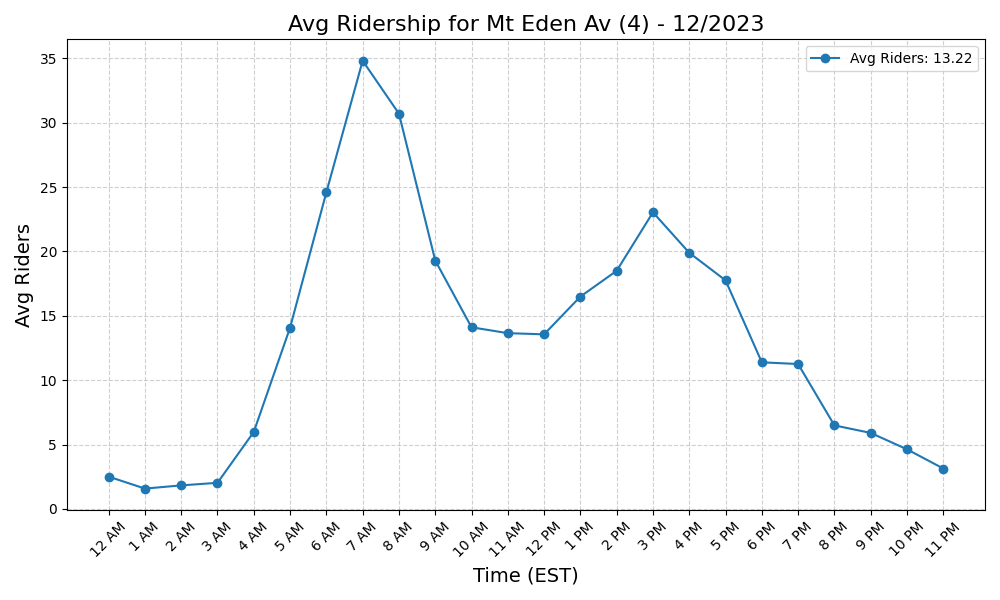 Avg Ridership for Mt Eden Av (4) - 12/2023
Avg Riders: 13.22
Avg Riders
35
30
25
20
15
10
5
0
12 AM
1 AM
2 AM
3 AM
4 AM
5 AM
6 AM
7 AM
8 AM
9 AM
10 AM
11 AM
12 PM
1 PM
2 PM
3 PM
4 PM
5 PM
6 PM
7 PM
8 PM
9 PM
10 PM
11 PM
Time (EST)